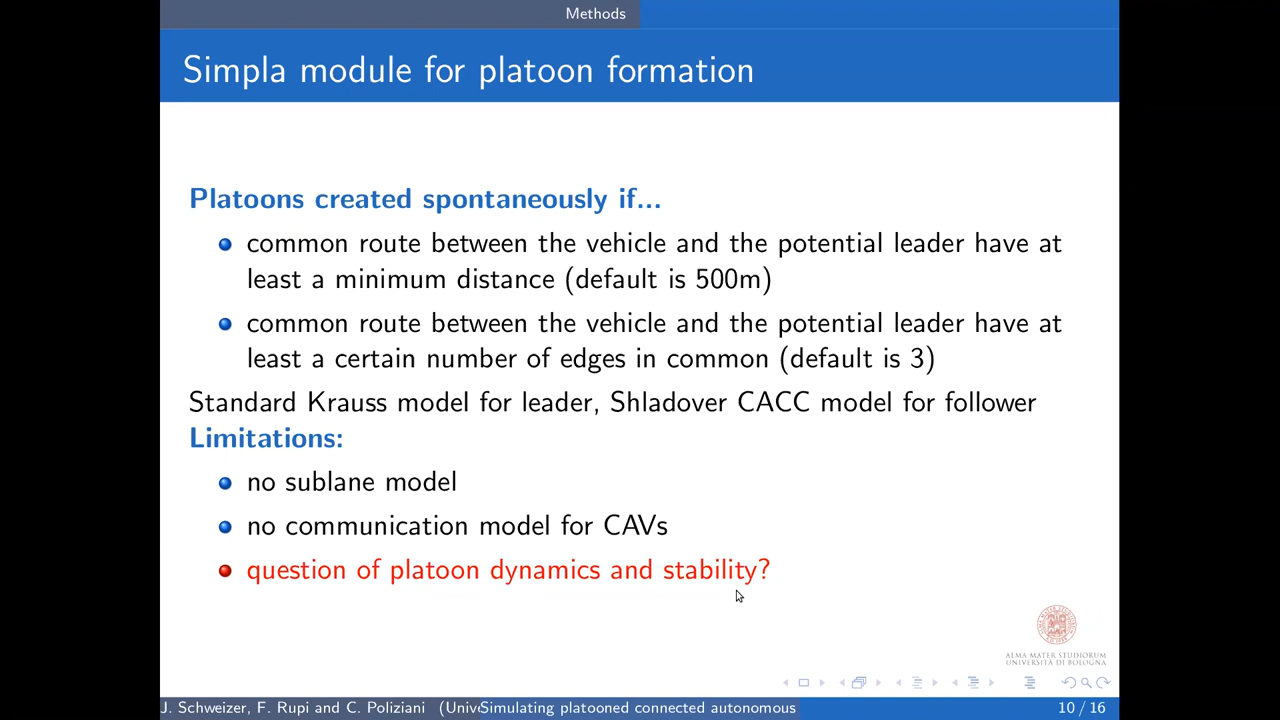 Methods
Simpla module for platoon formation
Platoons created spontaneously if...
common route between the vehicle and the potential leader have at
least a minimum distance (default is 500m)
common route between the vehicle and the potential leader have at
least a certain number of edges in common (default is 3)
Standard Krauss model for leader, Shladover CACC model for follower
Limitations:
no sublane model
no communication model for CAVs
question of platoon dynamics and stability?
ALMA MATER STUDIORUM
UNIVERSITÀ DI BOLOGNA
J. Schweizer, F. Rupi and C. Poliziani (Unive Simulating platooned connected autonomous 10 / 16